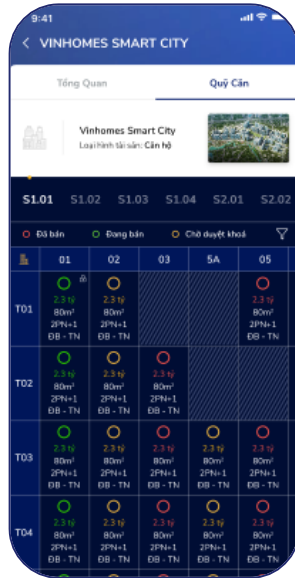 9:41
VINHOMES SMART CITY
Tổng Quan Quỹ Căn
Vinhomes Smart City
Loại hình tài sản: Căn hộ
S1.01 S1.02 S1.03 S1.04 S2.01 S2.02
Đã bán Đang bán Chờ duyệt khoá
01 02 03 5A 05
T01
2.3 tỷ 2.3 tỷ 2.3 tỷ
80m² 80m² 80m²
2PN+1 2PN+1 2PN+1
ĐB - TN ĐB - TN ĐB - TN
T02
2.3 tỷ 2.3 tỷ 2.3 tỷ
80m² 80m² 80m²
2PN+1 2PN+1 2PN+1
ĐB - TN ĐB - TN ĐB - TN
T03
2.3 tỷ 2.3 tỷ 2.3 tỷ 2.3 tỷ 2.3 tỷ
80m² 80m² 80m² 80m² 80m²
2PN+1 2PN+1 2PN+1 2PN+1 2PN+1
ĐB - TN ĐB - TN ĐB - TN ĐB - TN ĐB - TN
T04
2.3 tỷ 2.3 tỷ 2.3 tỷ 2.3 tỷ 2.3 tỷ
80m² 80m² 80m² 80m² 80m²
2PN+1 2PN+1 2PN+1 2PN+1 2PN+1
ĐB - TN ĐB - TN ĐB - TN ĐB - TN ĐB - TN